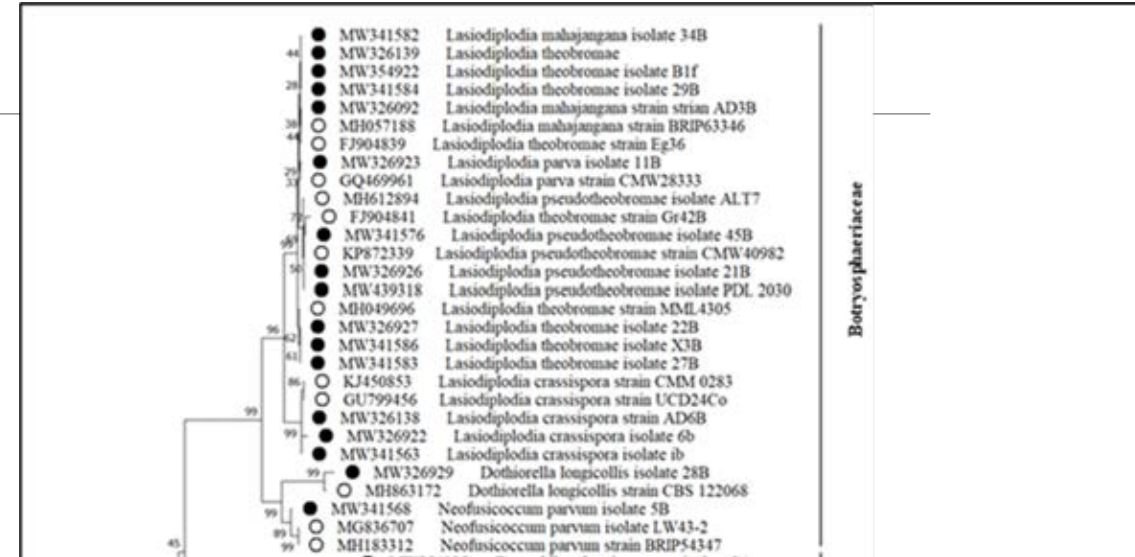 MW341582 Lasiodiplodia mahajangana isolate 34B
44 MW326139 Lasiodiplodia theobromae
MW354922 Lasiodiplodia theobromae isolate B1f
28 MW341584 Lasiodiplodia theobromae isolate 29B
MW326092 Lasiodiplodia mahajangana strain strian AD3B
MH057188 Lasiodiplodia mahajangana strain BRIP63346
FJ904839 Lasiodiplodia theobromae strain Eg36
MW326923 Lasiodiplodia parva isolate 11B
GQ469961 Lasiodiplodia parva strain CMW28333
MH612894 Lasiodiplodia pseudotheobromae isolate ALT7
FJ904841 Lasiodiplodia theobromae strain Gr42B
MW341576 Lasiodiplodia pseudotheobromae isolate 45B
KP872339 Lasiodiplodia pseudotheobromae strain CMW40982
MW326926 Lasiodiplodia pseudotheobromae isolate 21B
MW439318 Lasiodiplodia pseudotheobromae isolate PDL 2030
MH049696 Lasiodiplodia theobromae strain MML4305
MW326927 Lasiodiplodia theobromae isolate 22B
96 62 MW341586 Lasiodiplodia theobromae isolate X3B
61 MW341583 Lasiodiplodia theobromae isolate 27B
86 KJ450853 Lasiodiplodia crassispora strain CMM 0283
GU799456 Lasiodiplodia crassispora strain UCD24Co
99 MW326138 Lasiodiplodia crassispora strain AD6B
99 MW326922 Lasiodiplodia crassispora isolate 6b
MW341563 Lasiodiplodia crassispora isolate ib
99 MW326929 Dothiorella longicollis isolate 28B
MH863172 Dothiorella longicollis strain CBS 122068
99 MW341568 Neofusicoccum parvum isolate 5B
89 MG836707 Neofusicoccum parvum isolate LW43-2
45 99 MH183312 Neofusicoccum parvum strain BRIP54347
Botryosphaeriaceae